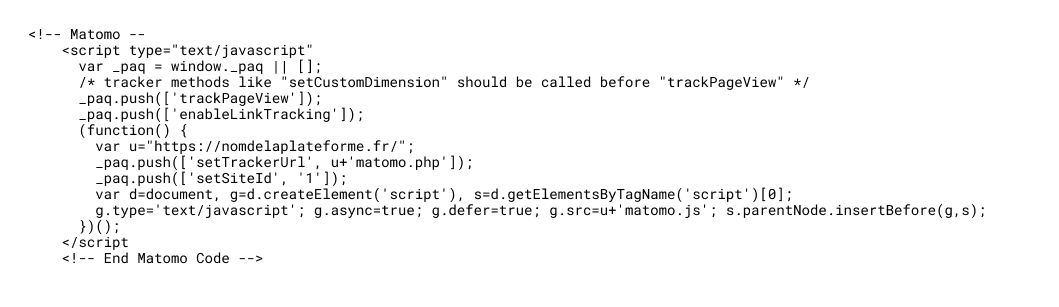 <!-- Matomo --
<script type="text/javascript"
var _paq = window._paq || [];
/* tracker methods like "setCustomDimension" should be called before "trackPageView" */
_paq.push(['trackPageView']);
_paq.push(['enableLinkTracking']);
(function() {
var u="https://nomdelaplateforme.fr/";
_paq.push(['setTrackerUrl', u+'matomo.php']);
_paq.push(['setSiteId', '1']);
var d=document, g=d.createElement('script'), s=d.getElementsByTagName('script')[0];
g.type='text/javascript'; g.async=true; g.defer=true; g.src=u+'matomo.js'; s.parentNode.insertBefore(g,s);
})();
</script
<!-- End Matomo Code -->